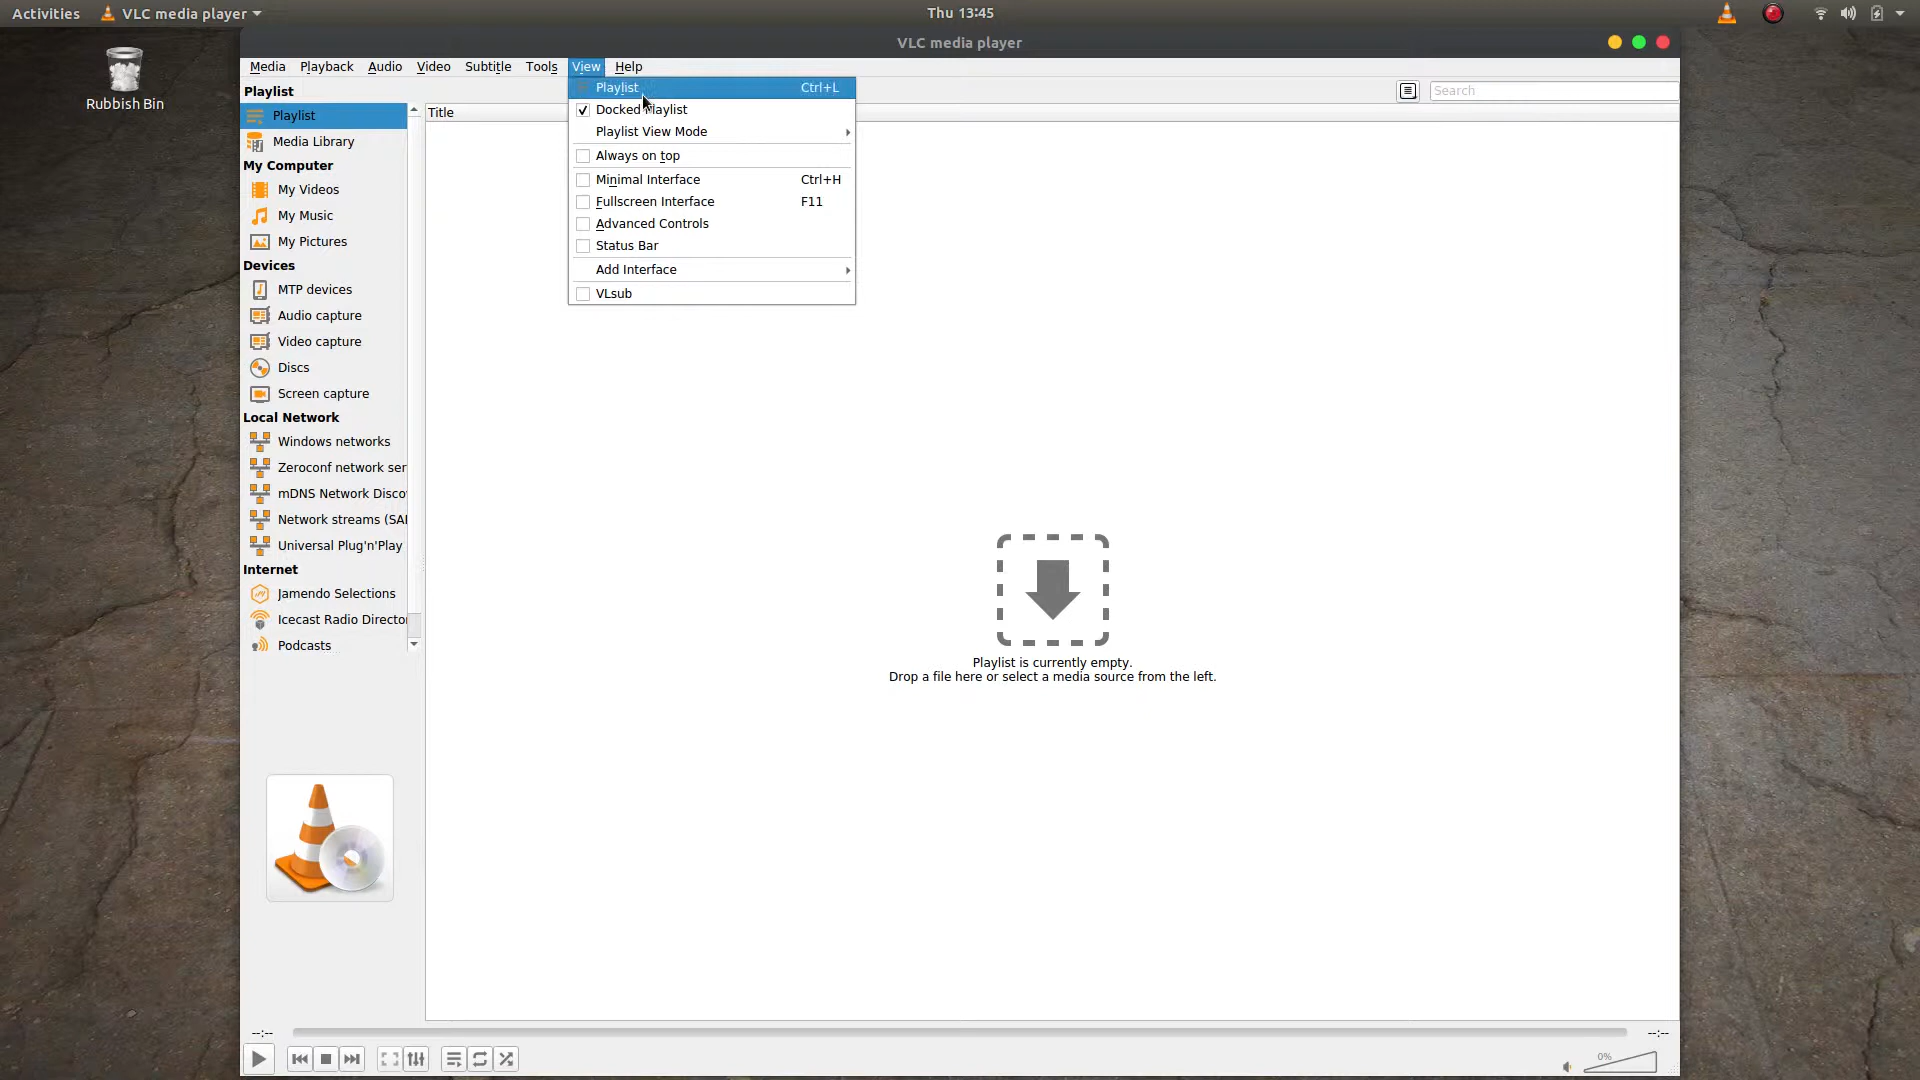 Activities VLC media player Thu 13:45
Rubbish Bin
VLC media player
Media Playback Audio Video Subtitle Tools View Help
Playlist
Search
Playlist
Media Library
My Computer
My Videos
My Music
My Pictures
Devices
MTP devices
Audio capture
Video capture
Discs
Screen capture
Local Network
Windows networks
Zeroconf network ser
mDNS Network Disco
Network streams (SAI
Universal Plug'n'Play
Internet
Jamendo Selections
Icecast Radio Directo
Podcasts
Title
Playlist Ctrl+L
Docked Playlist
Playlist View Mode
Always on top
Minimal Interface Ctrl+H
Fullscreen Interface F11
Advanced Controls
Status Bar
Add Interface
VLsub
Playlist is currently empty.
Drop a file here or select a media source from the left.
--:-- --:--
0%